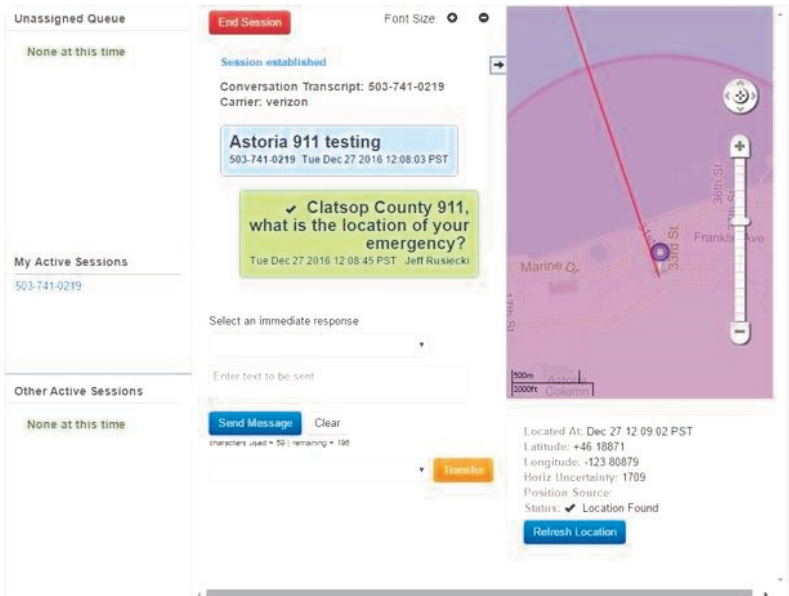 Unassigned Queue
None at this time
My Active Sessions
503-741-0219
Other Active Sessions
None at this time
End Session
Font Size
Session established
Conversation Transcript: 503-741-0219
Carrier: verizon
Astoria 911 testing
503-741-0219 Tue Dec 27 2016 12:08:03 PST
✔ Clatsop County 911,
what is the location of your
emergency?
Tue Dec 27 2016 12:08:45 PST Jeff Rusiecki
Select an immediate response
Enter text to be sent
Send Message Clear
characters used = 59 | remaining = 196
Transfer
36th St
33rd St
Franklin Ave
Marine Dr
500m
2000ft
Astoria
Column
Located At: Dec 27 12:09:02 PST
Latitude: +46 18871
Longitude: -123 80879
Horiz Uncertainty: 1709
Position Source:
Status: ✔ Location Found
Refresh Location